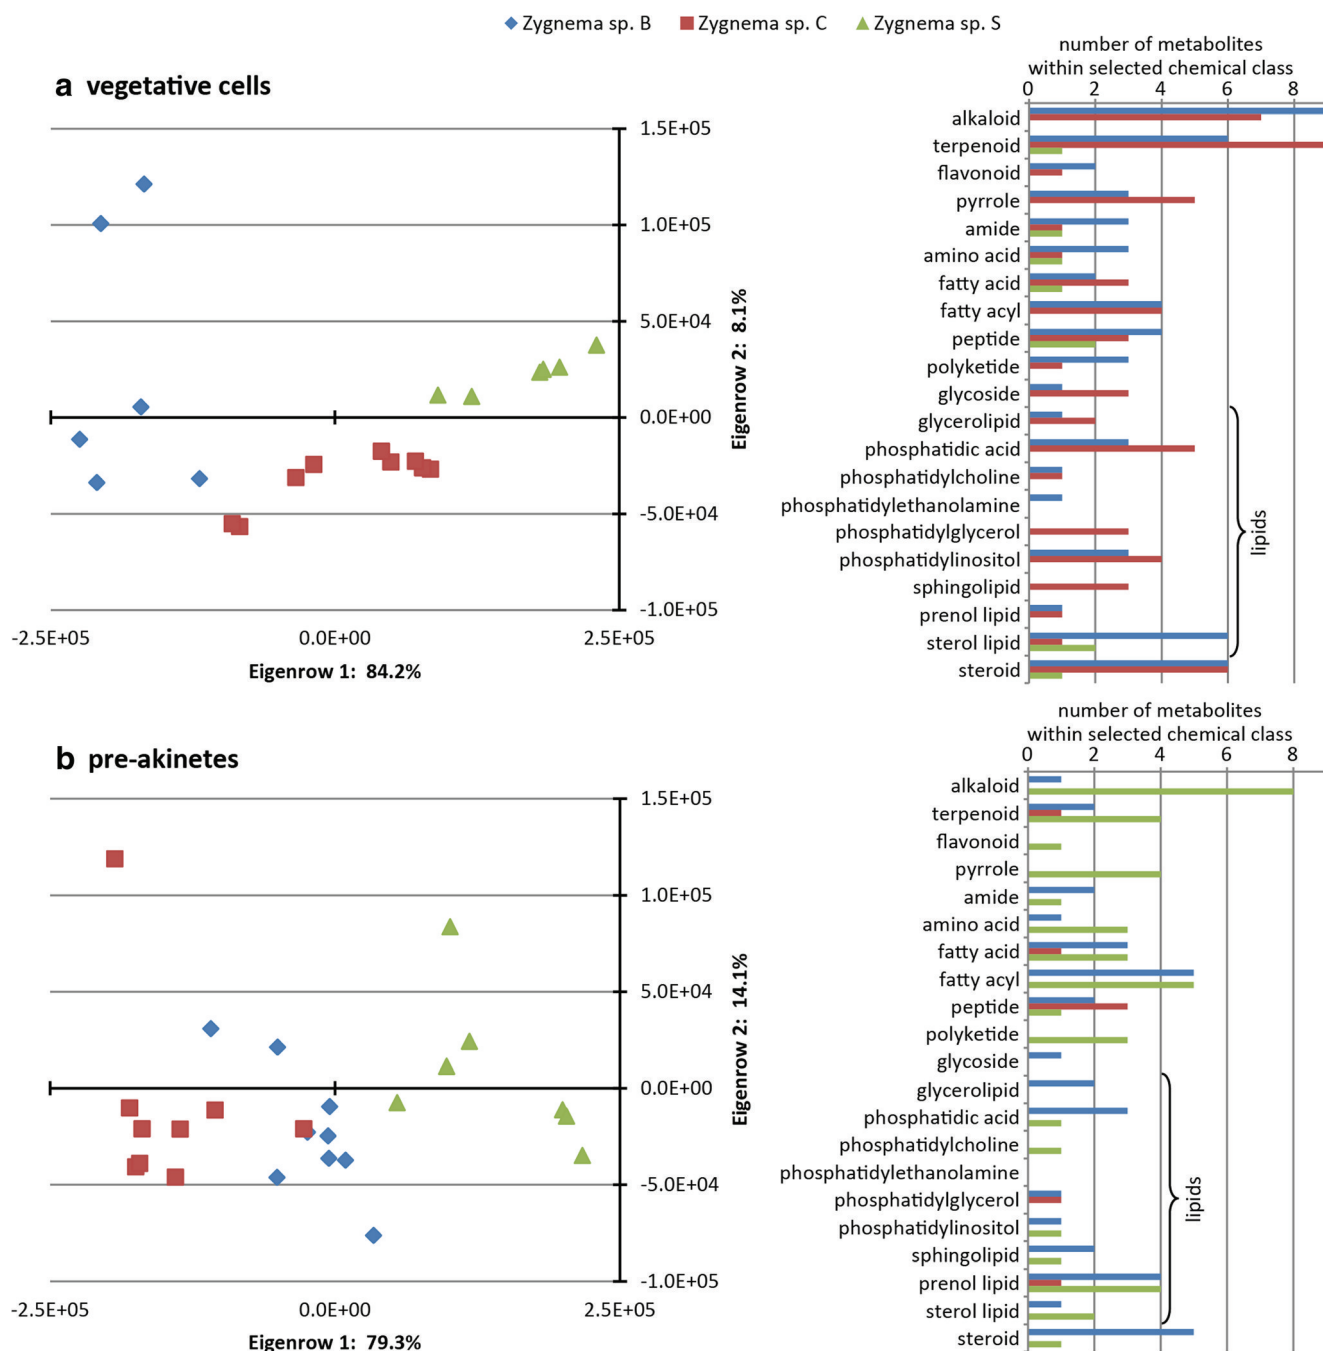 Zygnema sp. B Zygnema sp. C Zygnema sp. S
a vegetative cells
1.5E+05
1.0E+05
5.0E+04
0.0E+00
-5.0E+04
-1.0E+05
Eigenrow 2: 8.1%
-2.5E+05 0.0E+00 2.5E+05
Eigenrow 1: 84.2%
number of metabolites
within selected chemical class
0 2 4 6 8
alkaloid
terpenoid
flavonoid
pyrrole
amide
amino acid
fatty acid
fatty acyl
peptide
polyketide
glycoside
glycerolipid
phosphatidic acid
phosphatidylcholine
phosphatidylethanolamine
phosphatidylglycerol
phosphatidylinositol
sphingolipid
prenol lipid
sterol lipid
steroid
lipids
b pre-akinetes
1.5E+05
1.0E+05
5.0E+04
0.0E+00
-5.0E+04
-1.0E+05
Eigenrow 2: 14.1%
-2.5E+05 0.0E+00 2.5E+05
Eigenrow 1: 79.3%
number of metabolites
within selected chemical class
0 2 4 6 8
alkaloid
terpenoid
flavonoid
pyrrole
amide
amino acid
fatty acid
fatty acyl
peptide
polyketide
glycoside
glycerolipid
phosphatidic acid
phosphatidylcholine
phosphatidylethanolamine
phosphatidylglycerol
phosphatidylinositol
sphingolipid
prenol lipid
sterol lipid
steroid
lipids